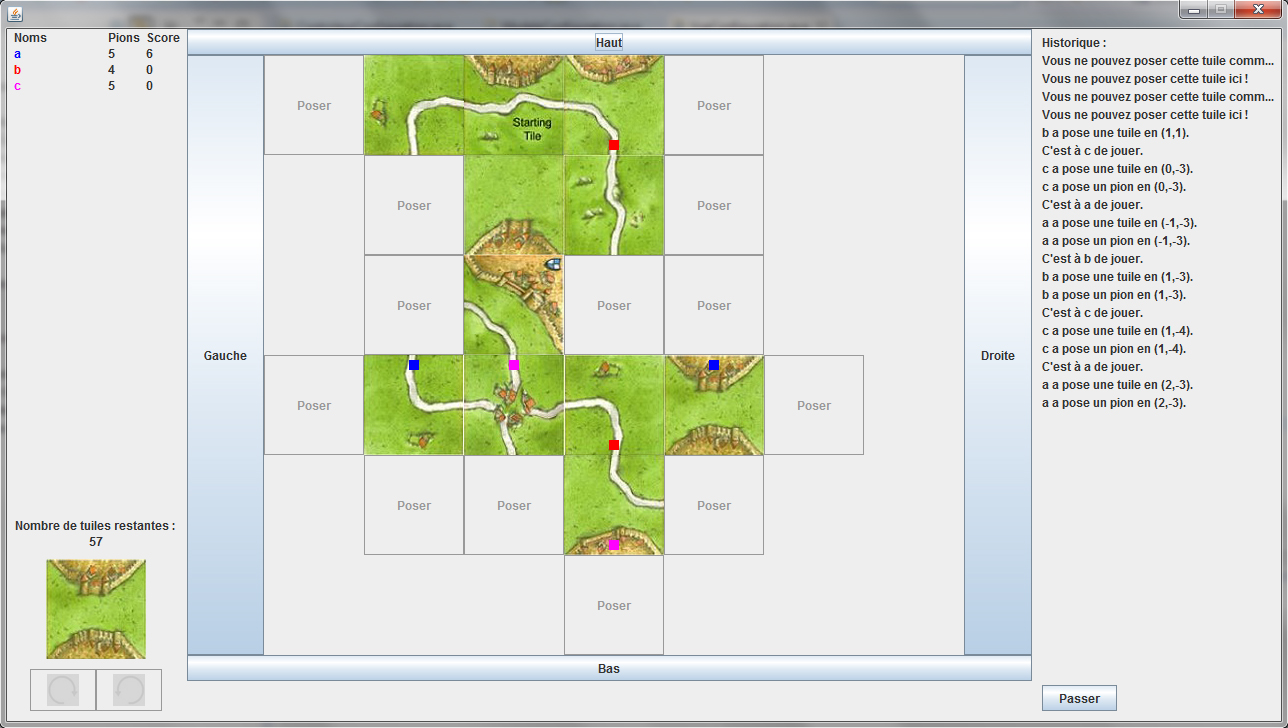 Noms Pions Score
a 5 6
b 4 0
c 5 0
Nombre de tuiles restantes :
57
Haut
Gauche
Poser
Starting
Tile
Poser
Poser
Poser
Poser
Poser
Poser
Poser
Poser
Poser
Poser
Poser
Poser
Droite
Bas
Historique :
Vous ne pouvez poser cette tuile comm...
Vous ne pouvez poser cette tuile ici !
Vous ne pouvez poser cette tuile comm...
Vous ne pouvez poser cette tuile ici !
b a pose une tuile en (1,1).
C'est à c de jouer.
c a pose une tuile en (0,-3).
c a pose un pion en (0,-3).
C'est à a de jouer.
a a pose une tuile en (-1,-3).
a a pose un pion en (-1,-3).
C'est à b de jouer.
b a pose une tuile en (1,-3).
b a pose un pion en (1,-3).
C'est à c de jouer.
c a pose une tuile en (1,-4).
c a pose un pion en (1,-4).
C'est à a de jouer.
a a pose une tuile en (2,-3).
a a pose un pion en (2,-3).
Passer